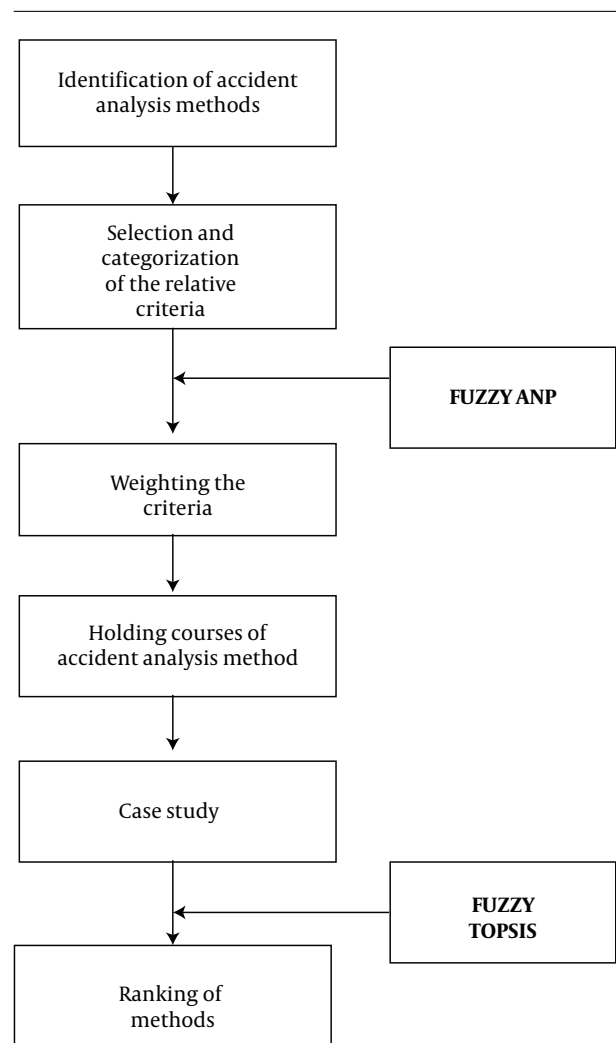 Identification of accident
analysis methods
Selection and
categorization
of the relative
criteria
FUZZY ANP
Weighting the
criteria
Holding courses of
accident analysis method
Case study
FUZZY
TOPSIS
Ranking of
methods